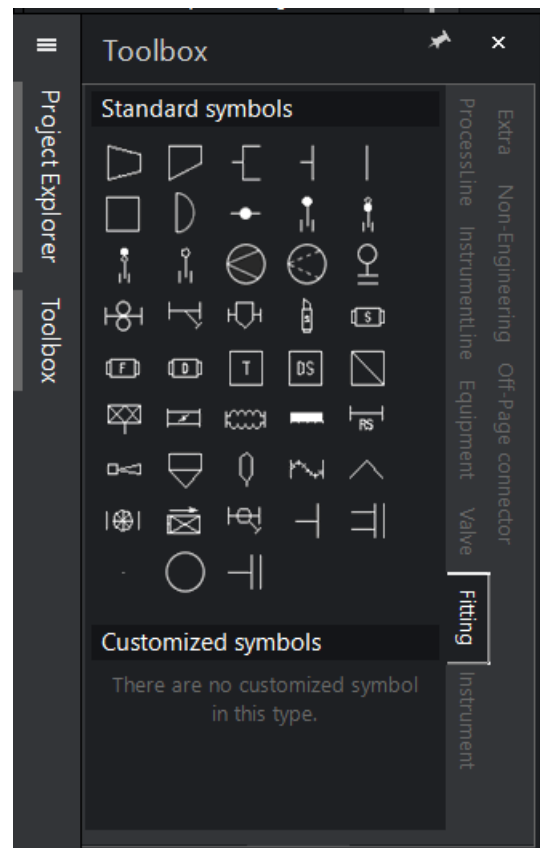 Toolbox
Project Explorer
Toolbox
Standard symbols
S
S
F
D
T
DS
RS
Customized symbols
There are no customized symbol
in this type.
ProcessLine
InstrumentLine
Equipment
Valve
Fitting
Instrument
Extra
Non-Engineering
Off-Page connector